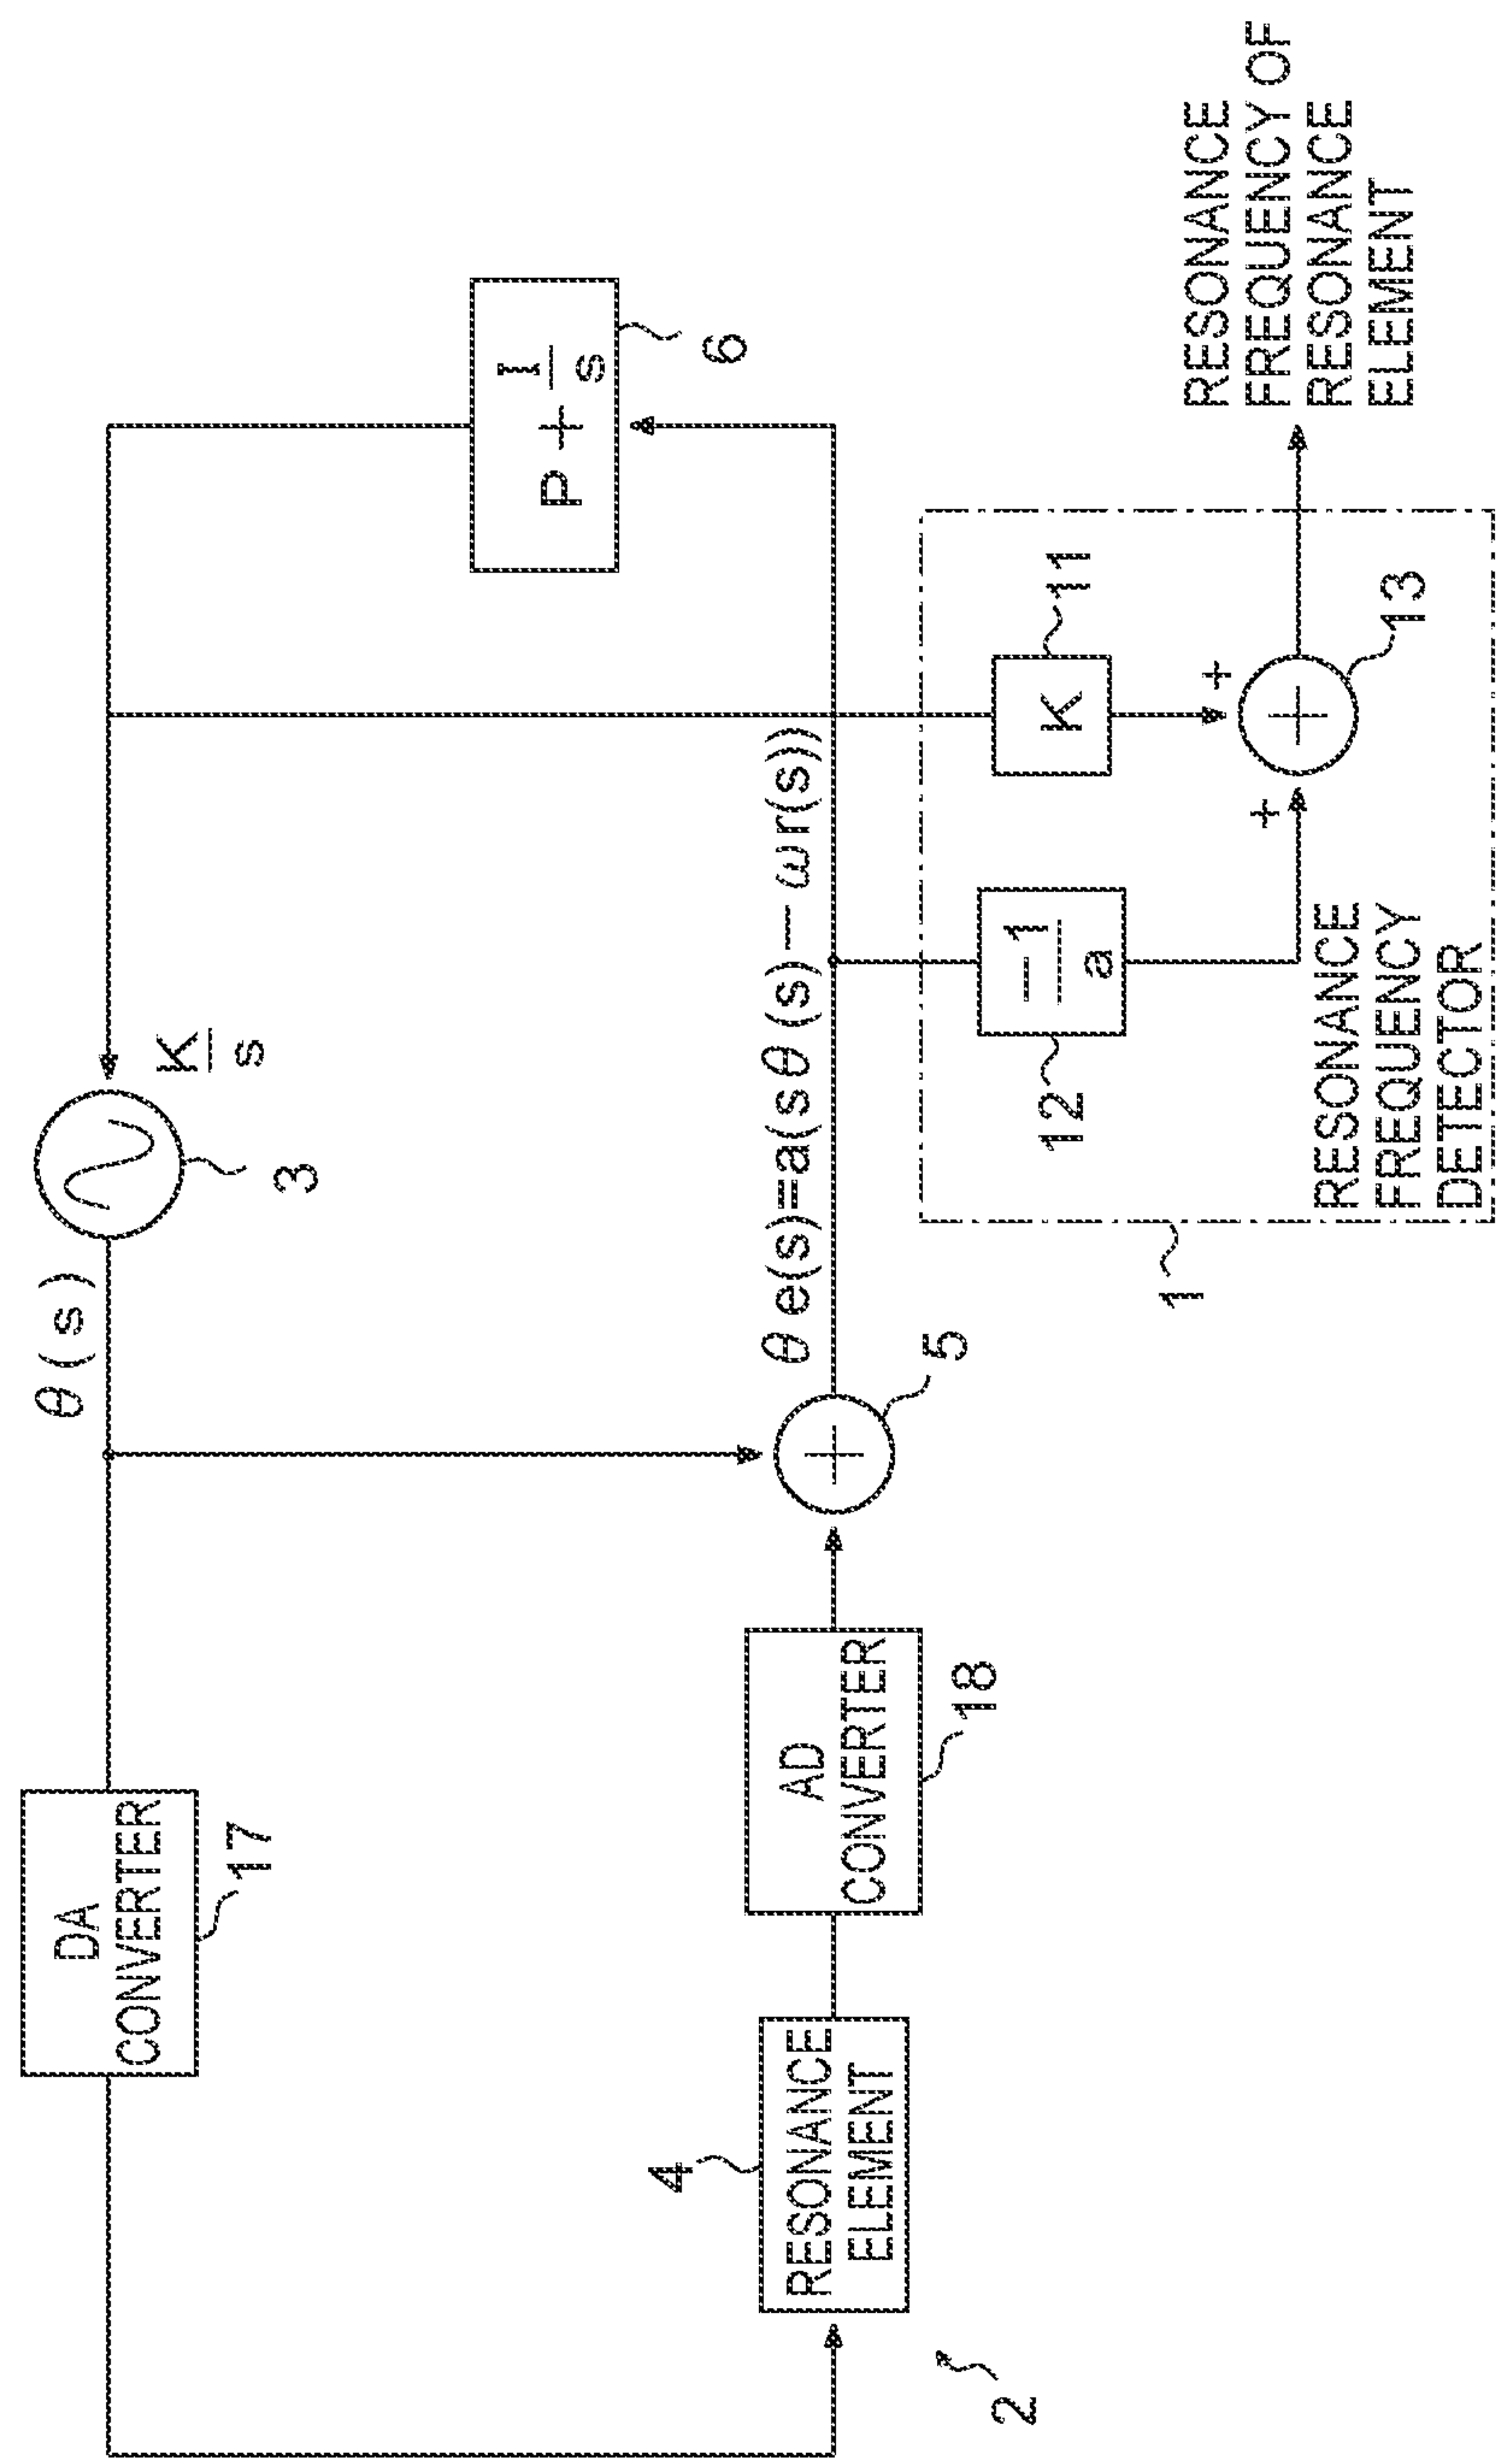 DA
CONVERTER
17
θ(s)
3
K
s
RESONANCE
ELEMENT
4
AD
CONVERTER
18
5
θe(s)=a(sθ(s)—ωr(s))
P+
I
s
6
2
1
12
—1
a
K
11
+
+
13
RESONANCE
FREQUENCY
DETECTOR
RESONANCE
FREQUENCY OF
RESONANCE
ELEMENT